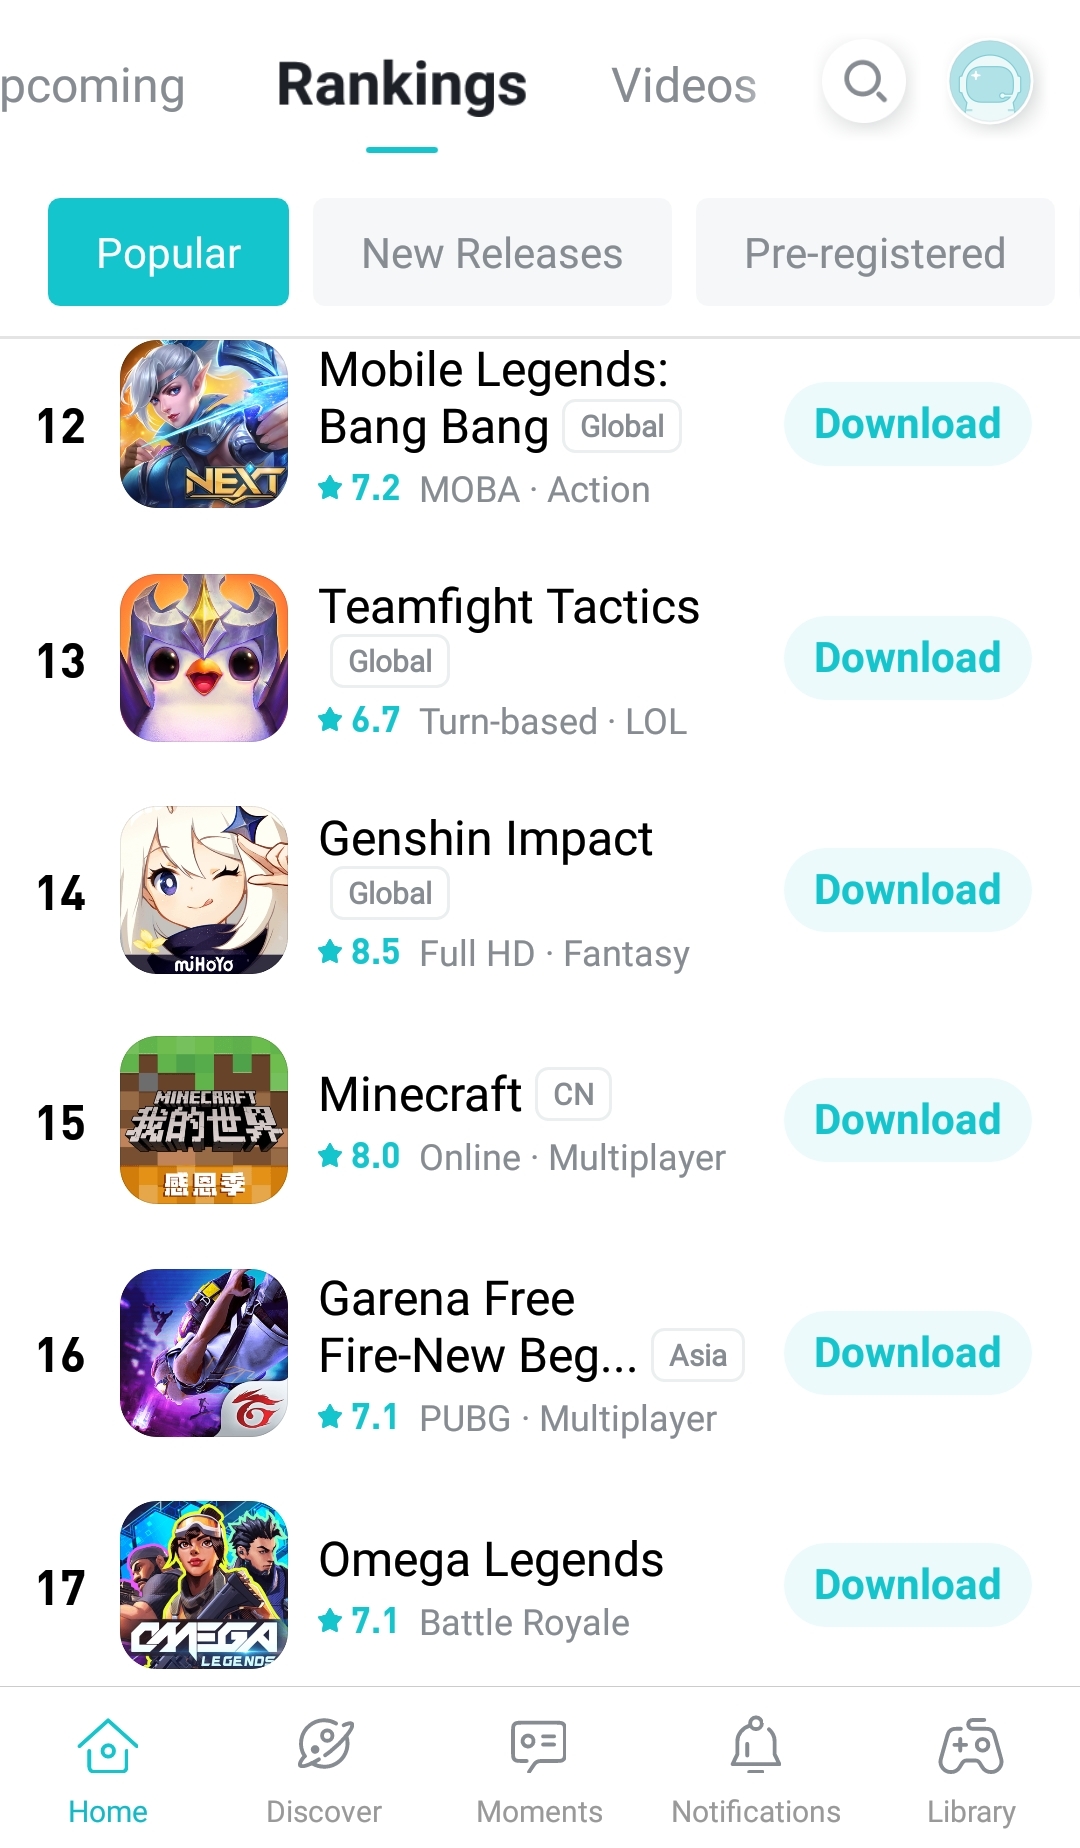 pcoming
Rankings
Videos
Popular
New Releases
Pre-registered
12
NEXT
Mobile Legends:
Bang Bang
Global
7.2
MOBA · Action
Download
13
Teamfight Tactics
Global
6.7
Turn-based · LOL
Download
14
miHoYo
Genshin Impact
Global
8.5
Full HD · Fantasy
Download
15
MINECRAFT
我的世界
感恩季
Minecraft
CN
8.0
Online · Multiplayer
Download
16
Garena Free
Fire-New Beg...
Asia
7.1
PUBG · Multiplayer
Download
17
OMEGA
LEGENDS
Omega Legends
7.1
Battle Royale
Download
Home
Discover
Moments
Notifications
Library